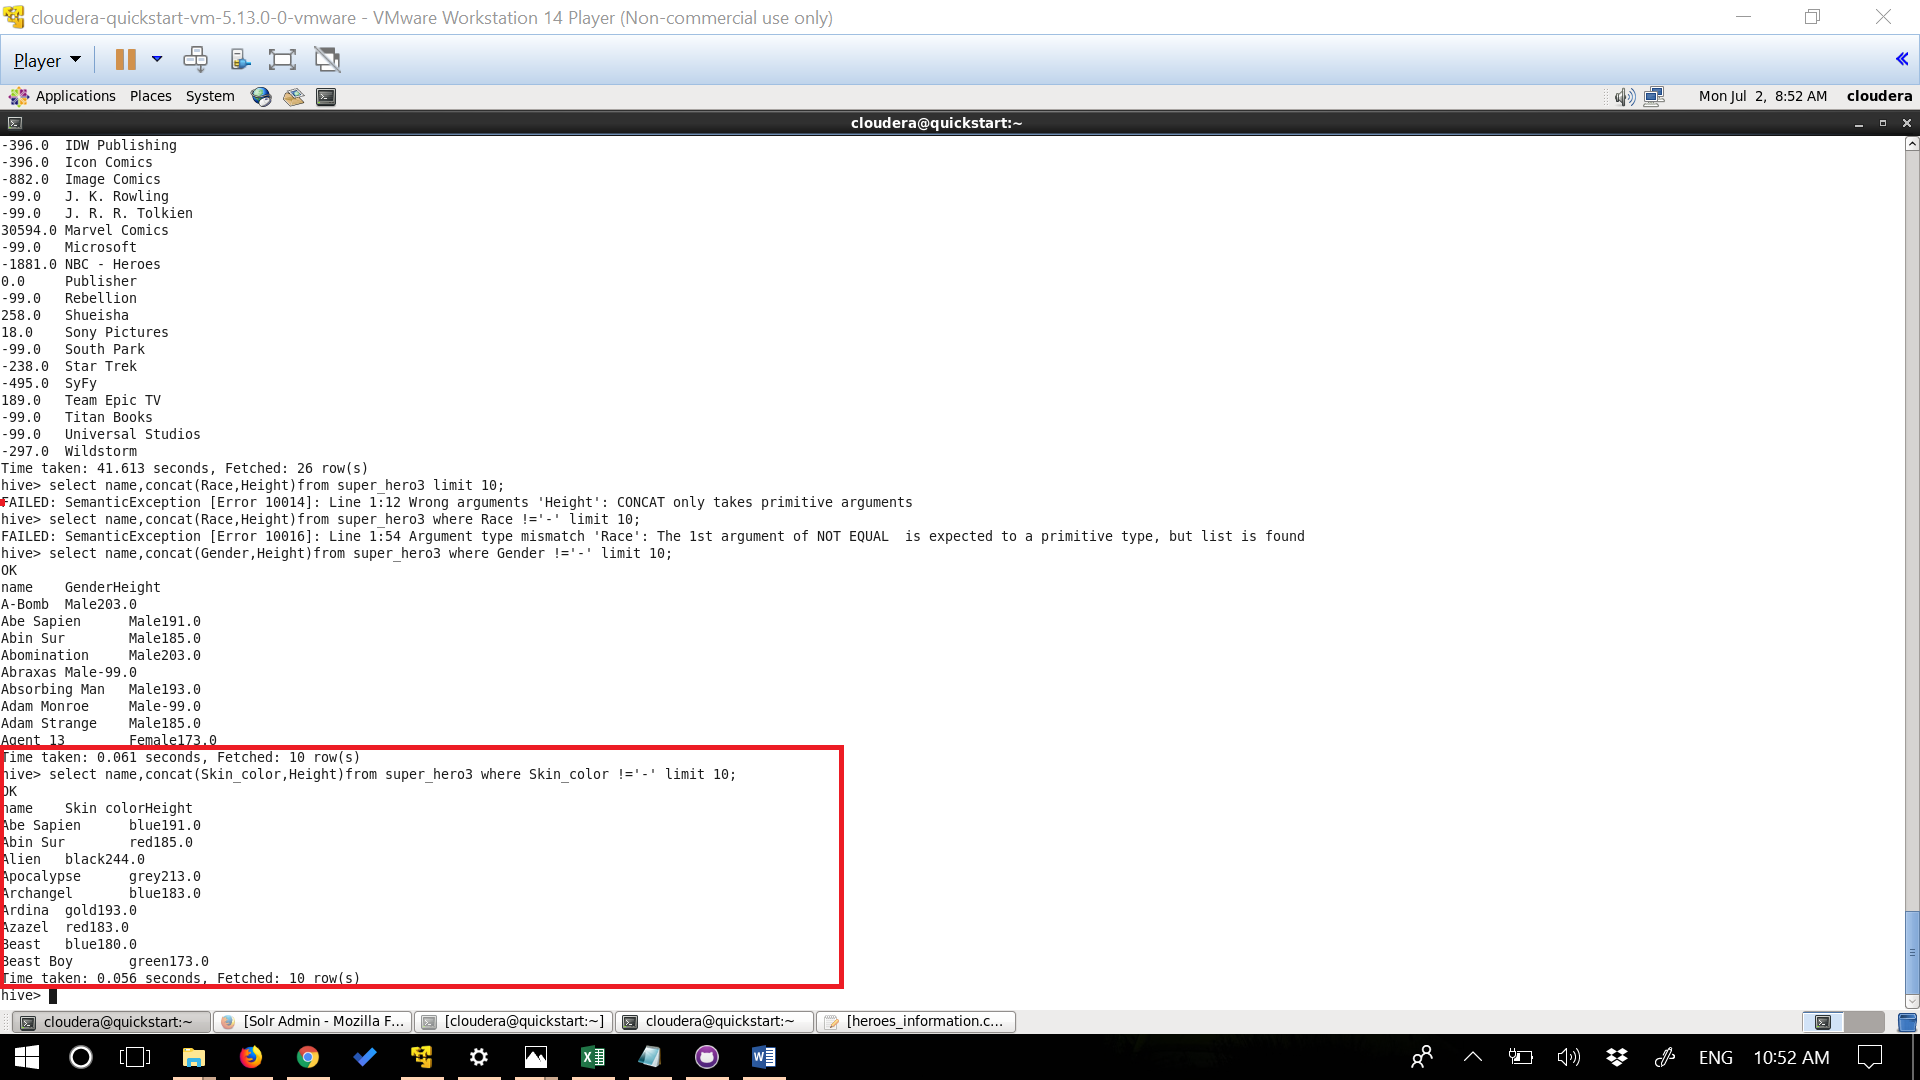 cloudera-quickstart-vm-5.13.0-0-vmware - VMware Workstation 14 Player (Non-commercial use only)
Player
Applications Places System Mon Jul 2, 8:52 AM cloudera
cloudera@quickstart:~
-396.0 IDW Publishing
-396.0 Icon Comics
-882.0 Image Comics
-99.0 J. K. Rowling
-99.0 J. R. R. Tolkien
30594.0 Marvel Comics
-99.0 Microsoft
-1881.0 NBC - Heroes
0.0 Publisher
-99.0 Rebellion
258.0 Shueisha
18.0 Sony Pictures
-99.0 South Park
-238.0 Star Trek
-495.0 SyFy
189.0 Team Epic TV
-99.0 Titan Books
-99.0 Universal Studios
-297.0 Wildstorm
Time taken: 41.613 seconds, Fetched: 26 row(s)
hive> select name,concat(Race,Height)from super_hero3 limit 10;
FAILED: SemanticException [Error 10014]: Line 1:12 Wrong arguments 'Height': CONCAT only takes primitive arguments
hive> select name,concat(Race,Height)from super_hero3 where Race !='-' limit 10;
FAILED: SemanticException [Error 10016]: Line 1:54 Argument type mismatch 'Race': The 1st argument of NOT EQUAL  is expected to a primitive type, but list is found
hive> select name,concat(Gender,Height)from super_hero3 where Gender !='-' limit 10;
OK
name GenderHeight
A-Bomb Male203.0
Abe Sapien Male191.0
Abin Sur Male185.0
Abomination Male203.0
Abraxas Male-99.0
Absorbing Man Male193.0
Adam Monroe Male-99.0
Adam Strange Male185.0
Agent 13 Female173.0
Time taken: 0.061 seconds, Fetched: 10 row(s)
hive> select name,concat(Skin_color,Height)from super_hero3 where Skin_color !='-' limit 10;
OK
name Skin colorHeight
Abe Sapien blue191.0
Abin Sur red185.0
Alien black244.0
Apocalypse grey213.0
Archangel blue183.0
Ardina gold193.0
Azazel red183.0
Beast blue180.0
Beast Boy green173.0
Time taken: 0.056 seconds, Fetched: 10 row(s)
hive>
cloudera@quickstart:~ [Solr Admin - Mozilla F... [cloudera@quickstart:~] cloudera@quickstart:~ [heroes_information.c...
ENG 10:52 AM